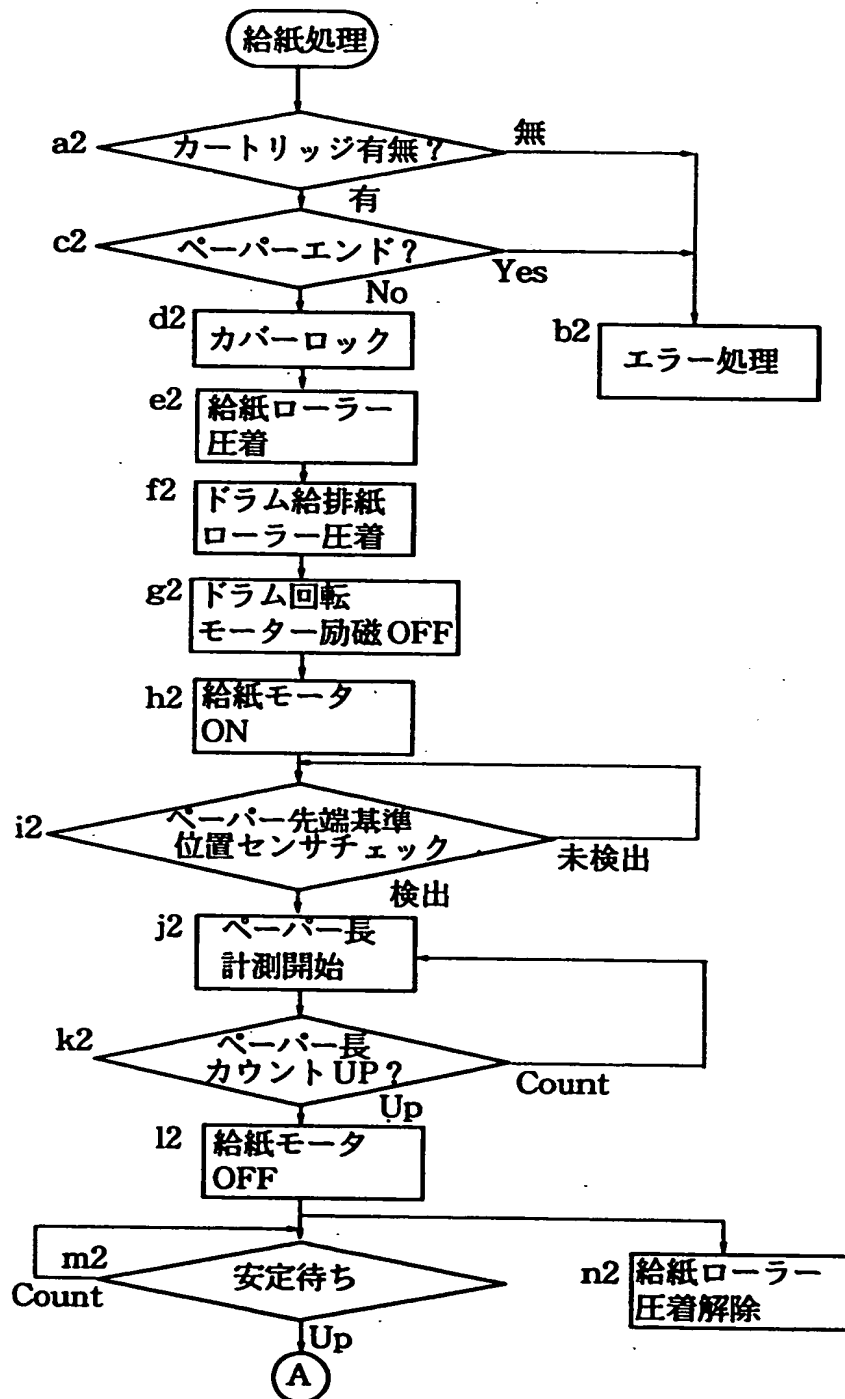 給紙処理
a2
カートリッジ有無？
無
有
c2
ペーパーエンド？
Yes
No
d2
カバーロック
b2
エラー処理
e2
給紙ローラー
圧着
f2
ドラム給排紙
ローラー圧着
g2
ドラム回転
モーター励磁OFF
h2
給紙モータ
ON
i2
ペーパー先端基準
位置センサチェック
未検出
検出
j2
ペーパー長
計測開始
k2
ペーパー長
カウントUP？
Count
Up
l2
給紙モータ
OFF
m2
安定待ち
Count
n2
給紙ローラー
圧着解除
Up
A